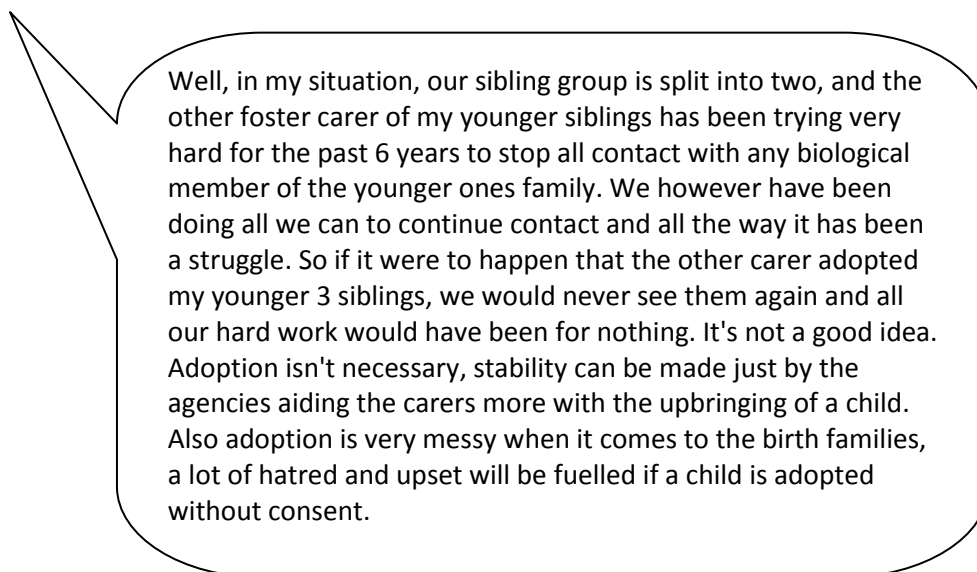 Well, in my situation, our sibling group is split into two, and the
other foster carer of my younger siblings has been trying very
hard for the past 6 years to stop all contact with any biological
member of the younger ones family. We however have been
doing all we can to continue contact and all the way it has been
a struggle. So if it were to happen that the other carer adopted
my younger 3 siblings, we would never see them again and all
our hard work would have been for nothing. It's not a good idea.
Adoption isn't necessary, stability can be made just by the
agencies aiding the carers more with the upbringing of a child.
Also adoption is very messy when it comes to the birth families,
a lot of hatred and upset will be fuelled if a child is adopted
without consent.